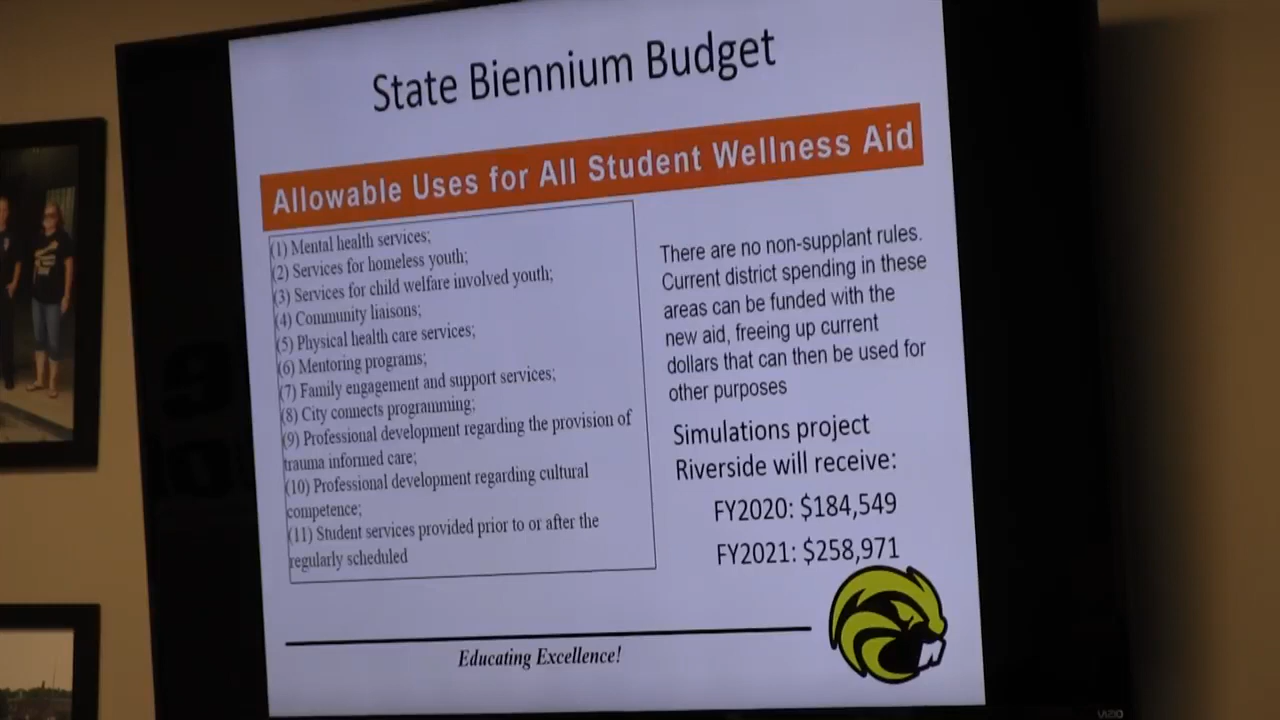 State Biennium Budget
Allowable Uses for All Student Wellness Aid
(1) Mental health services;
(2) Services for homeless youth;
(3) Services for child welfare involved youth;
(4) Community liaisons;
(5) Physical health care services;
(6) Mentoring programs;
(7) Family engagement and support services;
(8) City connects programming;
(9) Professional development regarding the provision of
trauma informed care;
(10) Professional development regarding cultural
competence;
(11) Student services provided prior to or after the
regularly scheduled
There are no non-supplant rules.
Current district spending in these
areas can be funded with the
new aid, freeing up current
dollars that can then be used for
other purposes
Simulations project
Riverside will receive:
FY2020: $184,549
FY2021: $258,971
Educating Excellence!
VIZIO